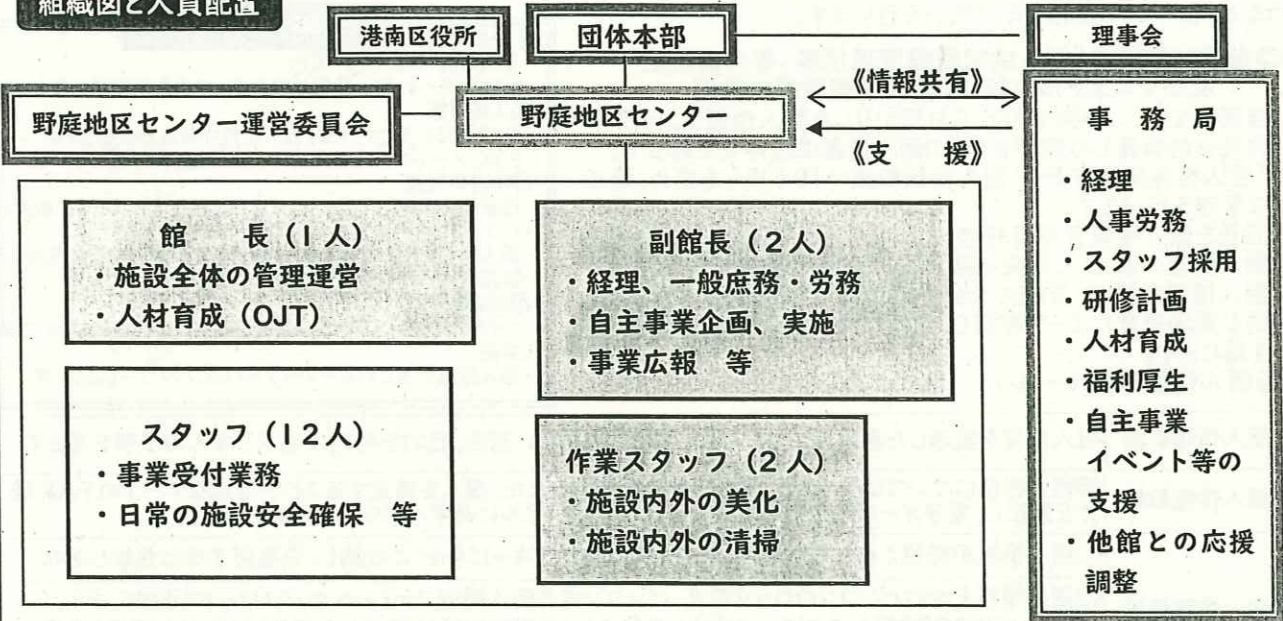 組織図と人員配置
港南区役所
団体本部
理事会
野庭地区センター運営委員会
野庭地区センター
《情報共有》
《支　　援》
館　　長（1人）
・施設全体の管理運営
・人材育成（OJT）
副館長（2人）
・経理、一般庶務・労務
・自主事業企画、実施
・事業広報　等
スタッフ（12人）
・事業受付業務
・日常の施設安全確保　等
作業スタッフ（2人）
・施設内外の美化
・施設内外の清掃
事　務　局
・経理
・人事労務
・スタッフ採用
・研修計画
・人材育成
・福利厚生
・自主事業
イベント等の
支援
・他館との応援
調整